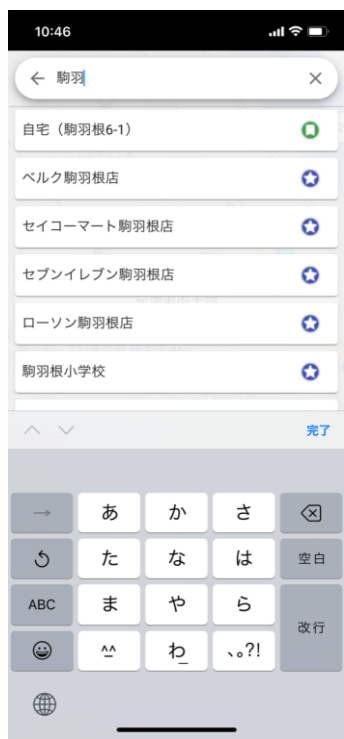 10:46
駒羽
自宅（駒羽根6-1）
ベルク駒羽根店
セイコーマート駒羽根店
セブンイレブン駒羽根店
ローソン駒羽根店
駒羽根小学校
完了
→ あ か さ
た な は 空白
ABC ま や ら
^^ わ_ 、。?! 改行